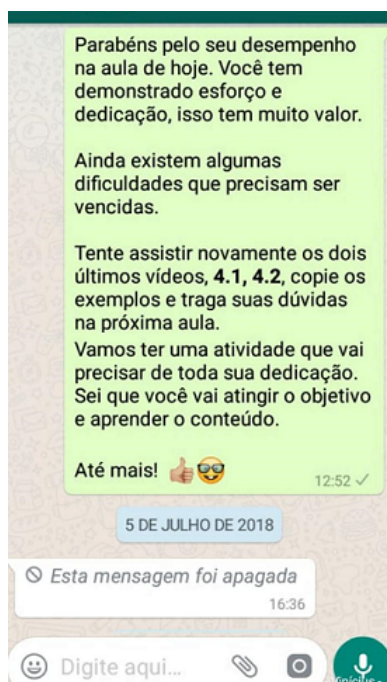 Parabéns pelo seu desempenho
na aula de hoje. Você tem
demonstrado esforço e
dedicação, isso tem muito valor.
Ainda existem algumas
dificuldades que precisam ser
vencidas.
Tente assistir novamente os dois
últimos vídeos, 4.1, 4.2, copie os
exemplos e traga suas dúvidas
na próxima aula.
Vamos ter uma atividade que vai
precisar de toda sua dedicação.
Sei que você vai atingir o objetivo
e aprender o conteúdo.
Até mais! 👍🤓
12:52 ✓
5 DE JULHO DE 2018
Esta mensagem foi apagada
16:36
Digite aqui...